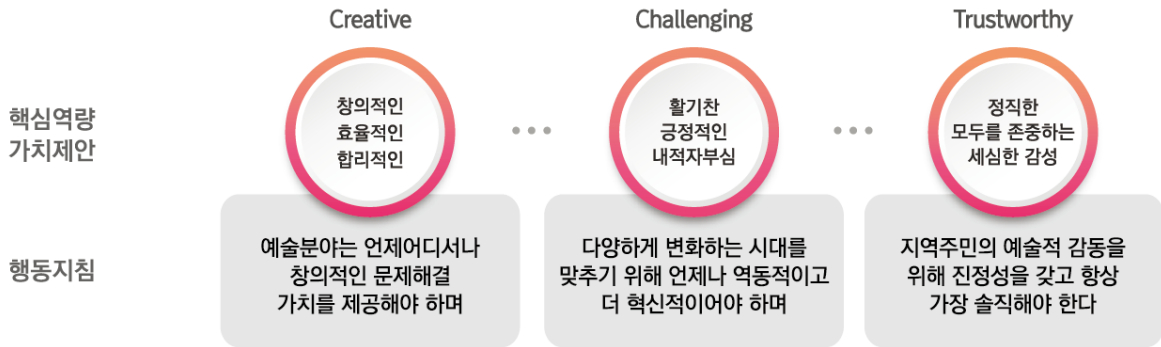 Creative
Challenging
Trustworthy
핵심역량
가치제안
창의적인
효율적인
합리적인
활기찬
긍정적인
내적자부심
정직한
모두를 존중하는
세심한 감성
행동지침
예술분야는 언제어디서나
창의적인 문제해결
가치를 제공해야 하며
다양하게 변화하는 시대를
맞추기 위해 언제나 역동적이고
더 혁신적이어야 하며
지역주민의 예술적 감동을
위해 진정성을 갖고 항상
가장 솔직해야 한다